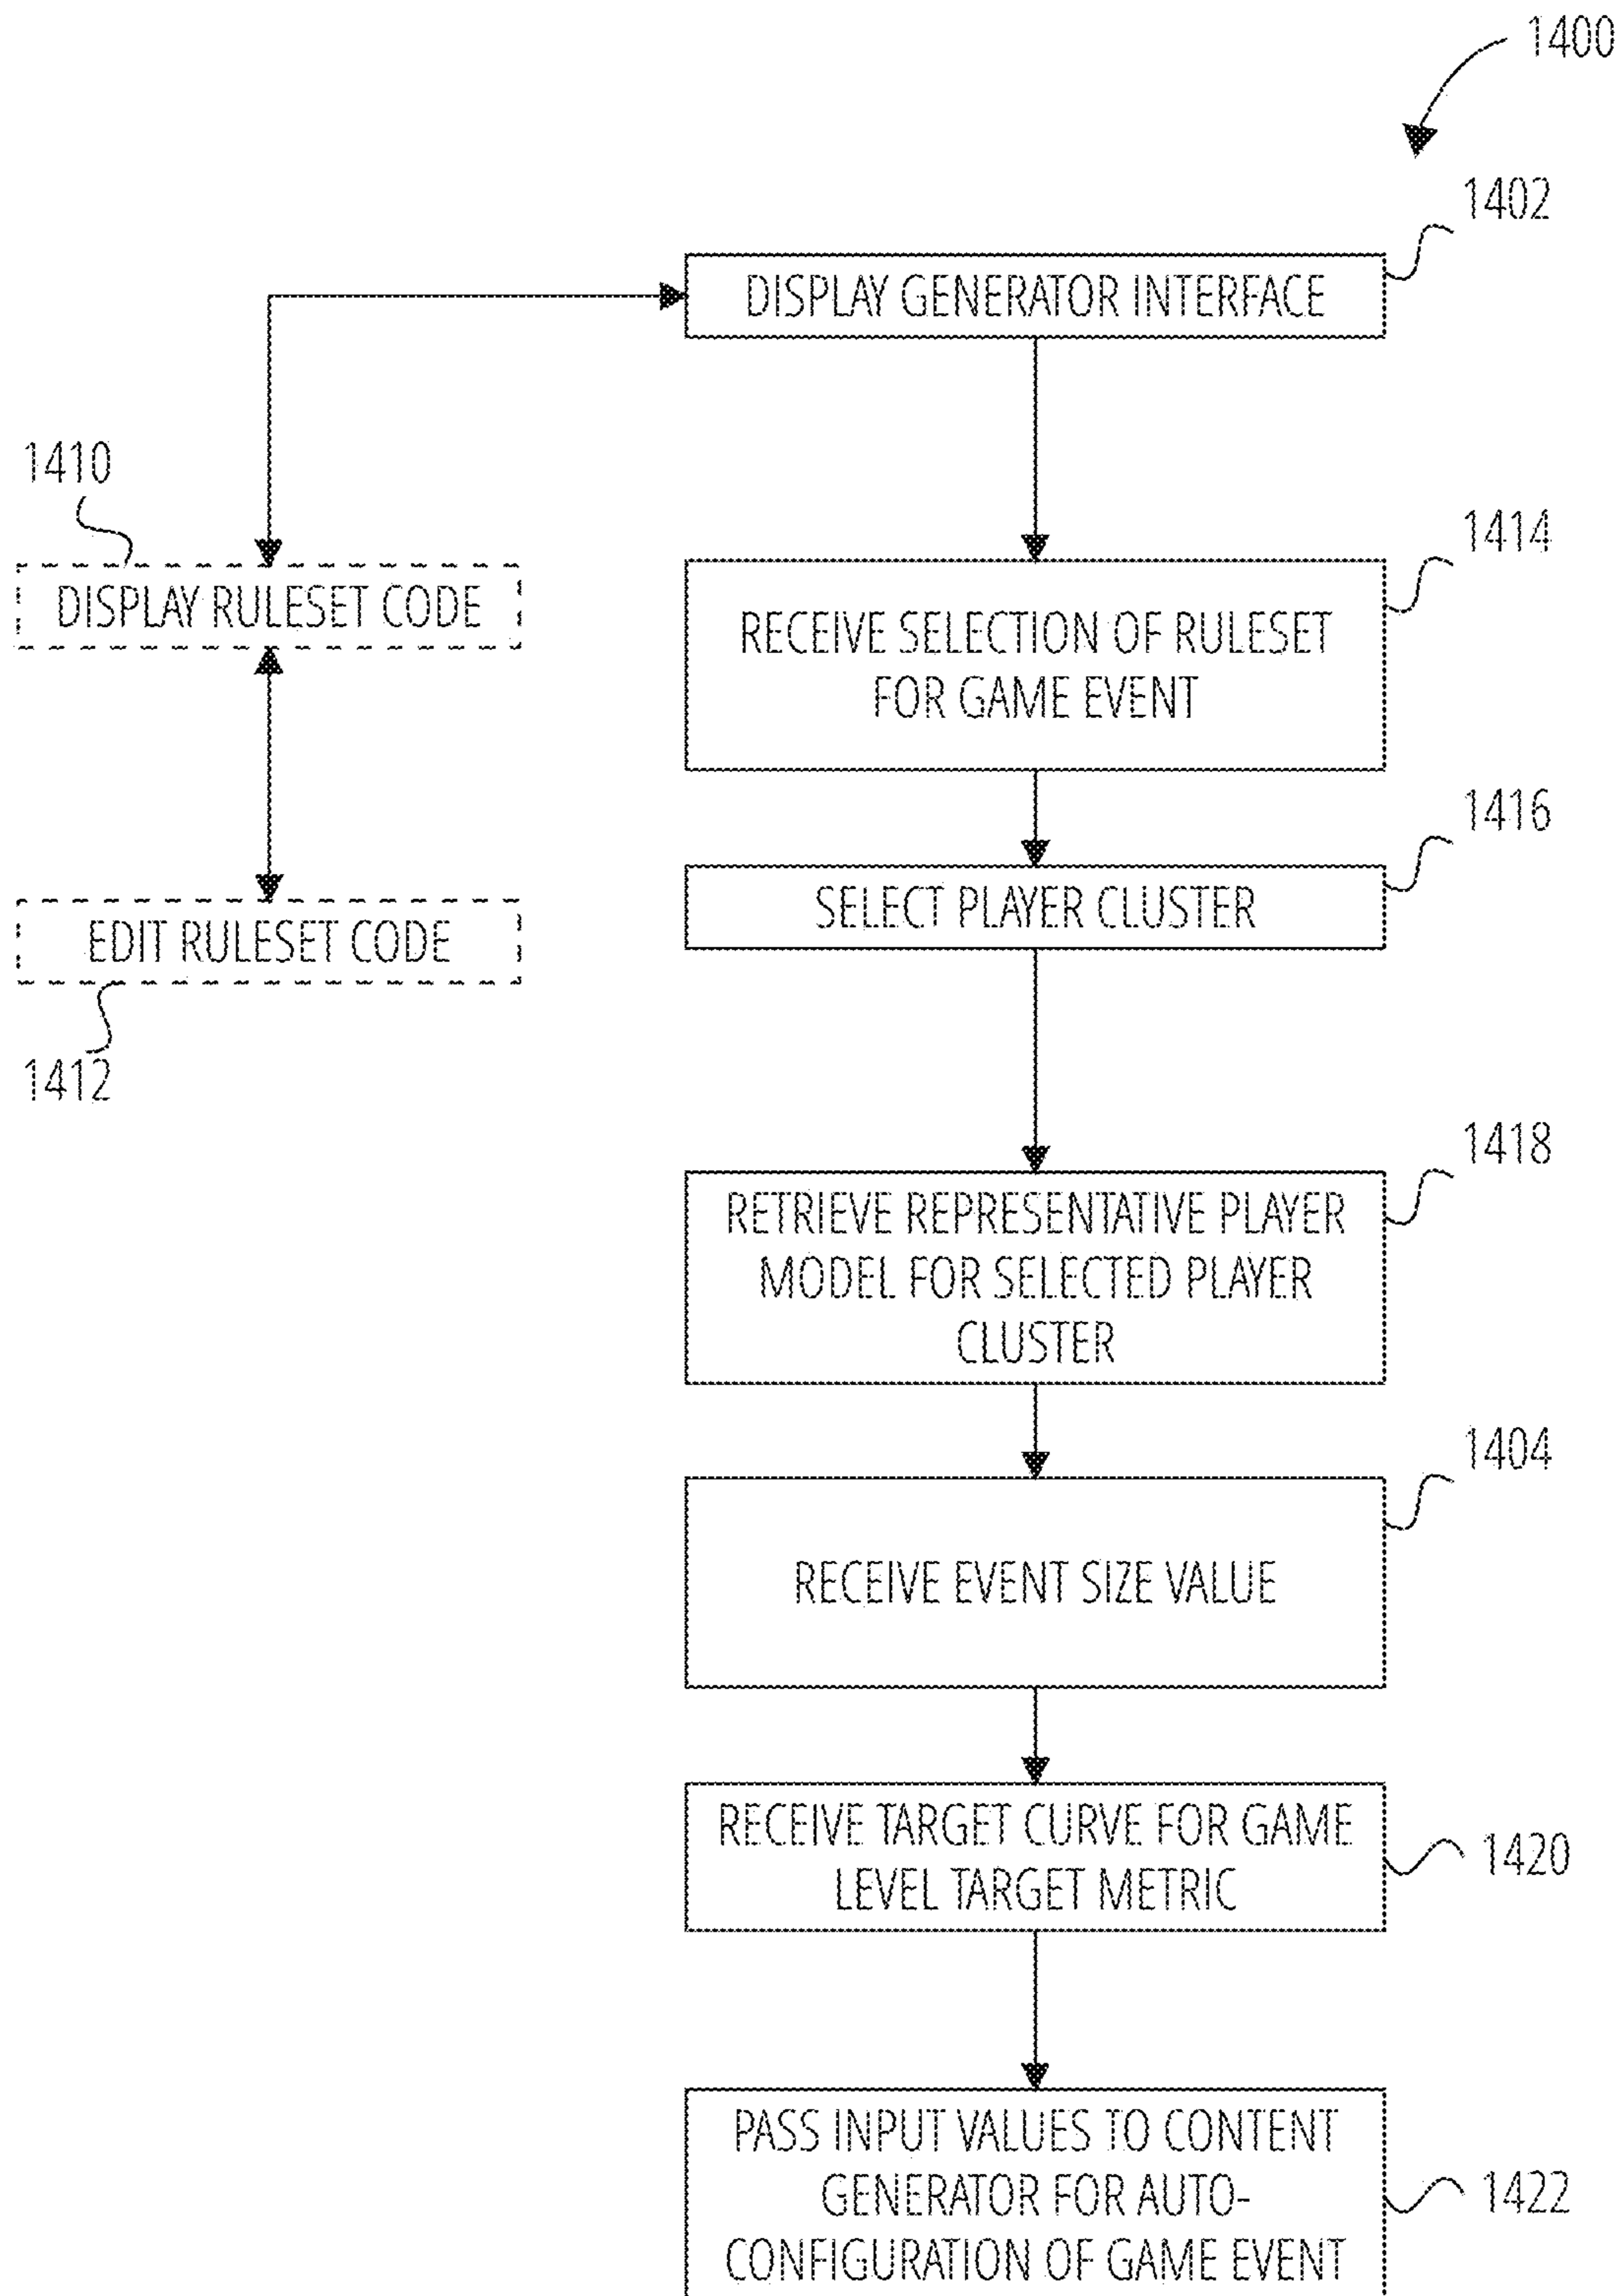 1400
1402
DISPLAY GENERATOR INTERFACE
1410
DISPLAY RULESET CODE
1414
RECEIVE SELECTION OF RULESET
FOR GAME EVENT
1416
SELECT PLAYER CLUSTER
EDIT RULESET CODE
1412
1418
RETRIEVE REPRESENTATIVE PLAYER
MODEL FOR SELECTED PLAYER
CLUSTER
1404
RECEIVE EVENT SIZE VALUE
RECEIVE TARGET CURVE FOR GAME
LEVEL TARGET METRIC
1420
PASS INPUT VALUES TO CONTENT
GENERATOR FOR AUTO-
CONFIGURATION OF GAME EVENT
1422